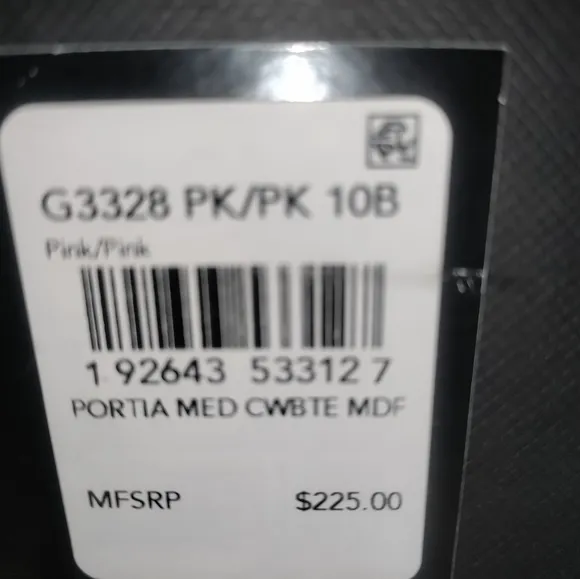 G3328 PK/PK 10B
Pink/Pink
1 92643 53312 7
PORTIA MED CWBTE MDF
MFSRP $225.00